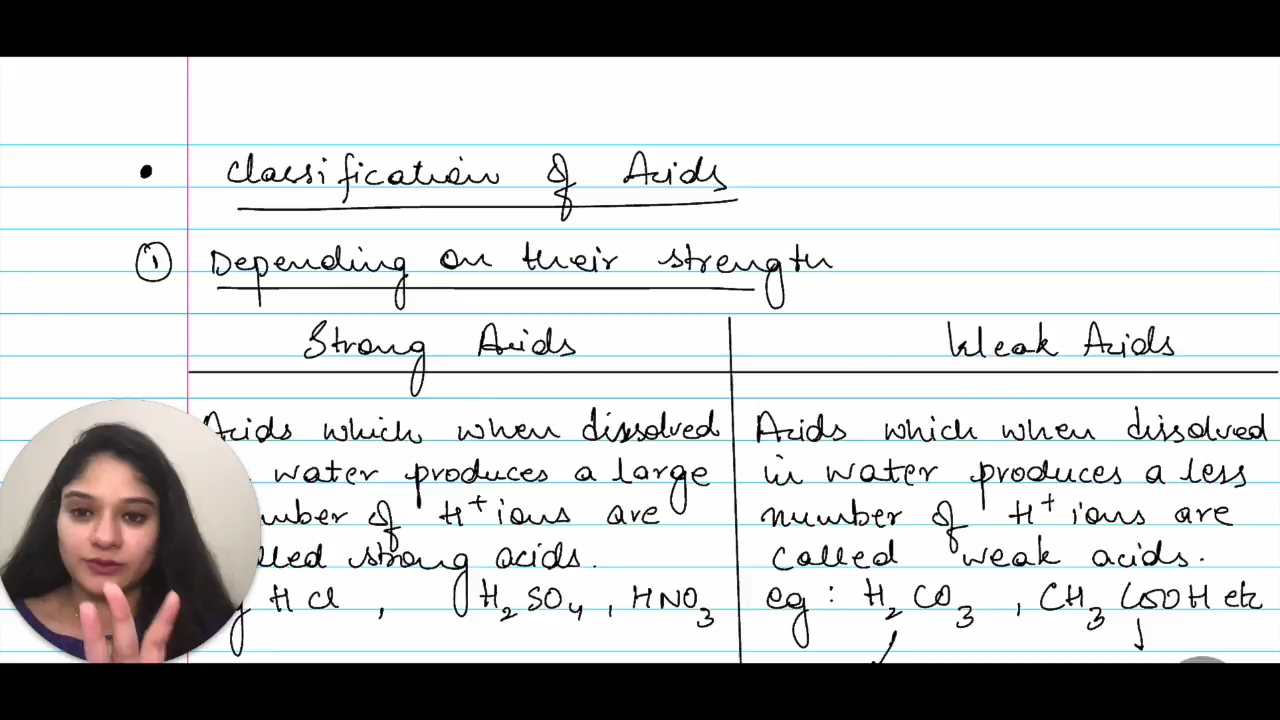 • Classification of Acids
① Depending on their strength
Strong Acids
Acids which when dissolved
water produces a large
mber of H⁺ ions are
lled strong acids.
HCl , H₂SO₄ , HNO₃
Weak Acids
Acids which when dissolved
in water produces a less
number of H⁺ ions are
called weak acids.
eg : H₂CO₃ , CH₃COOH etc